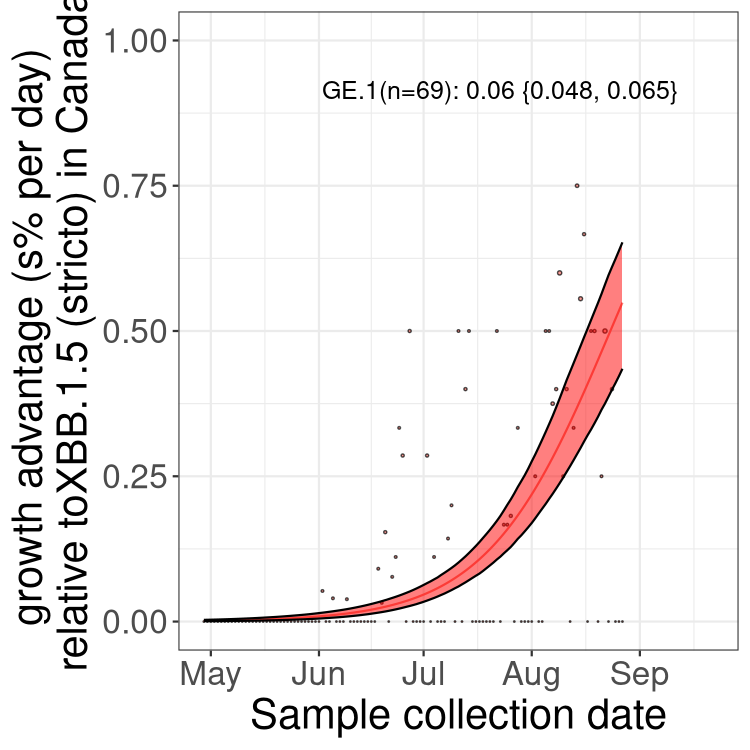 growth advantage (s% per day)
relative toXBB.1.5 (stricto) in Canada
1.00
0.75
0.50
0.25
0.00
GE.1(n=69): 0.06 {0.048, 0.065}
May Jun Jul Aug Sep
Sample collection date